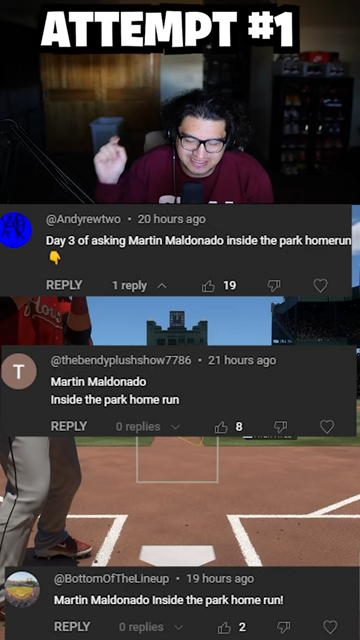 ATTEMPT #1
@Andyrewtwo • 20 hours ago
Day 3 of asking Martin Maldonado inside the park homerun
👇
REPLY 1 reply 19
@thebendyplushshow7786 • 21 hours ago
T
Martin Maldonado
Inside the park home run
REPLY 0 replies 8
@BottomOfTheLineup • 19 hours ago
Martin Maldonado Inside the park home run!
REPLY 0 replies 2